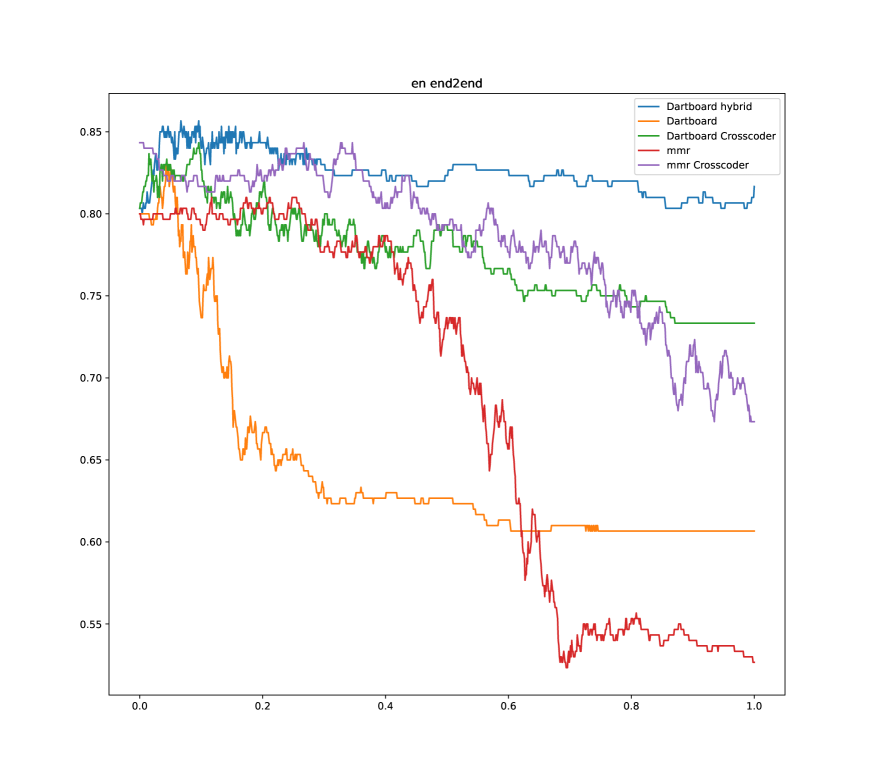 en end2end
Dartboard hybrid
Dartboard
Dartboard Crosscoder
mmr
mmr Crosscoder
0.85
0.80
0.75
0.70
0.65
0.60
0.55
0.0 0.2 0.4 0.6 0.8 1.0